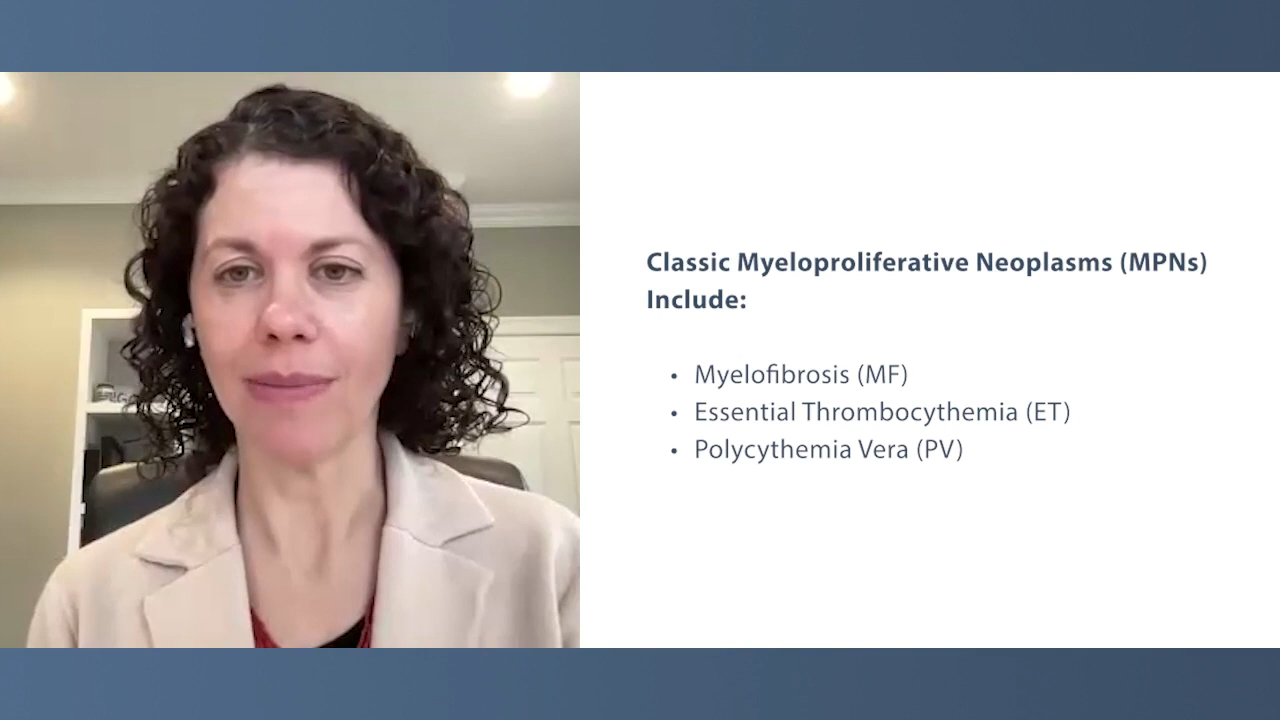 Classic Myeloproliferative Neoplasms (MPNs)
Include:
• Myelofibrosis (MF)
• Essential Thrombocythemia (ET)
• Polycythemia Vera (PV)